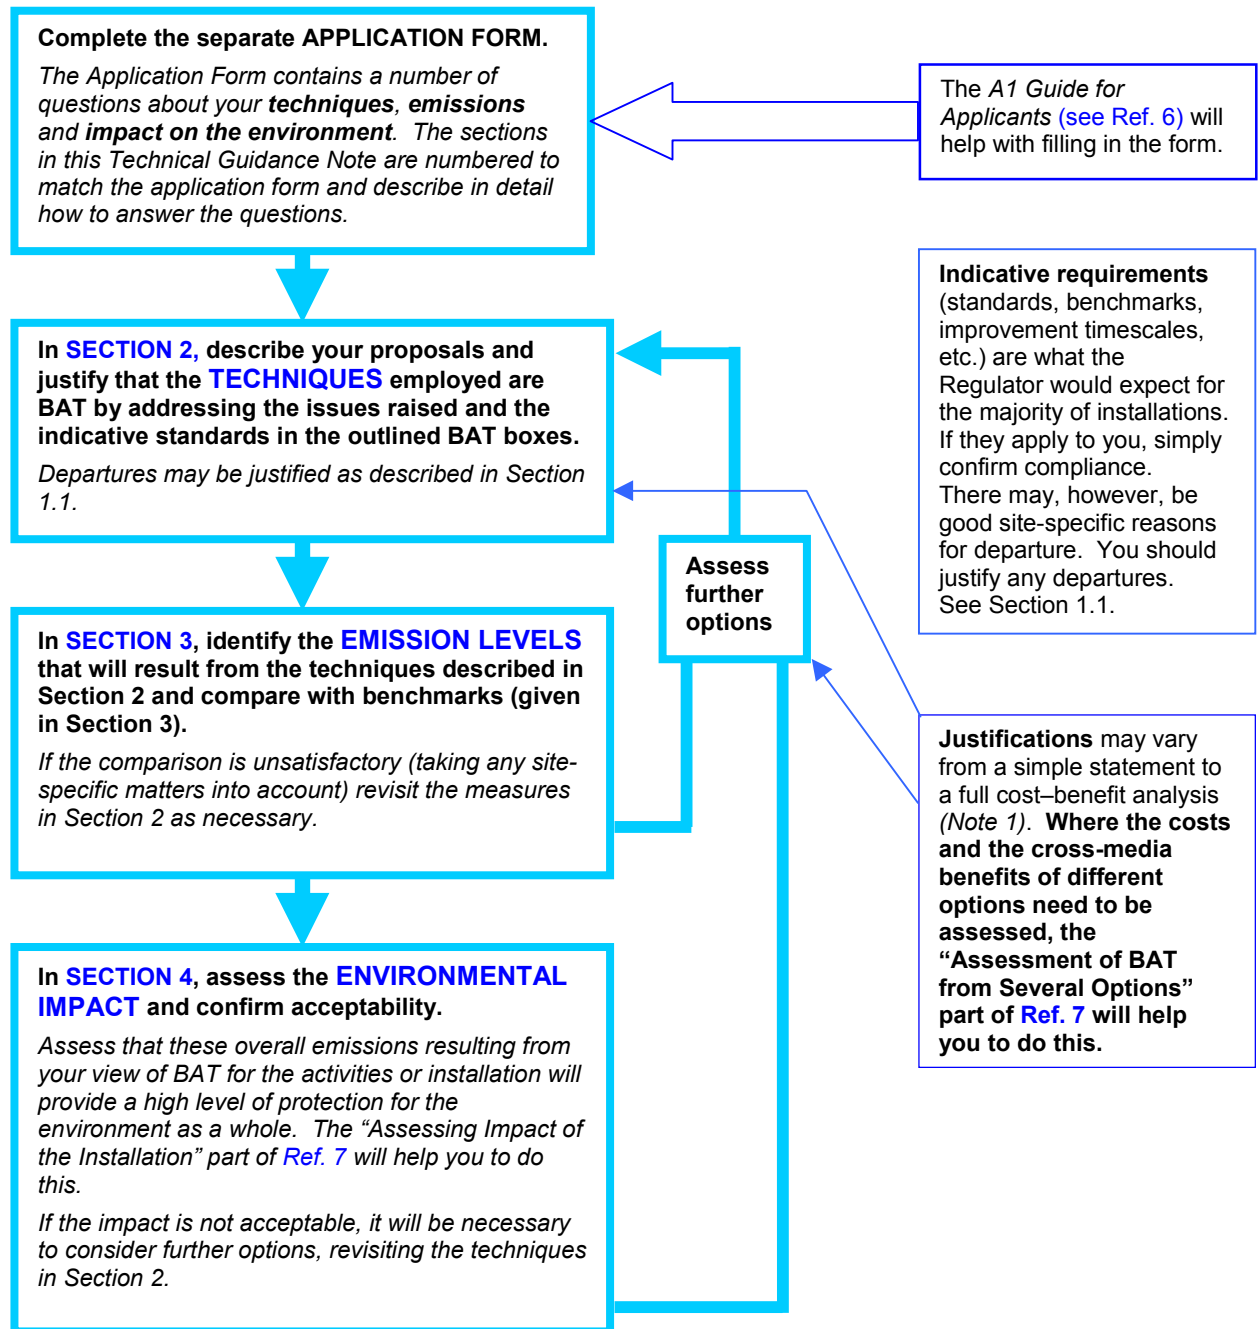 Complete the separate APPLICATION FORM.
The Application Form contains a number of
questions about your techniques, emissions
and impact on the environment. The sections
in this Technical Guidance Note are numbered to
match the application form and describe in detail
how to answer the questions.
The A1 Guide for
Applicants (see Ref. 6) will
help with filling in the form.
In SECTION 2, describe your proposals and
justify that the TECHNIQUES employed are
BAT by addressing the issues raised and the
indicative standards in the outlined BAT boxes.
Departures may be justified as described in Section
1.1.
Indicative requirements
(standards, benchmarks,
improvement timescales,
etc.) are what the
Regulator would expect for
the majority of installations.
If they apply to you, simply
confirm compliance.
There may, however, be
good site-specific reasons
for departure. You should
justify any departures.
See Section 1.1.
Assess
further
options
In SECTION 3, identify the EMISSION LEVELS
that will result from the techniques described in
Section 2 and compare with benchmarks (given
in Section 3).
If the comparison is unsatisfactory (taking any site-
specific matters into account) revisit the measures
in Section 2 as necessary.
Justifications may vary
from a simple statement to
a full cost–benefit analysis
(Note 1). Where the costs
and the cross-media
benefits of different
options need to be
assessed, the
“Assessment of BAT
from Several Options”
part of Ref. 7 will help
you to do this.
In SECTION 4, assess the ENVIRONMENTAL
IMPACT and confirm acceptability.
Assess that these overall emissions resulting from
your view of BAT for the activities or installation will
provide a high level of protection for the
environment as a whole. The “Assessing Impact of
the Installation” part of Ref. 7 will help you to do
this.
If the impact is not acceptable, it will be necessary
to consider further options, revisiting the techniques
in Section 2.